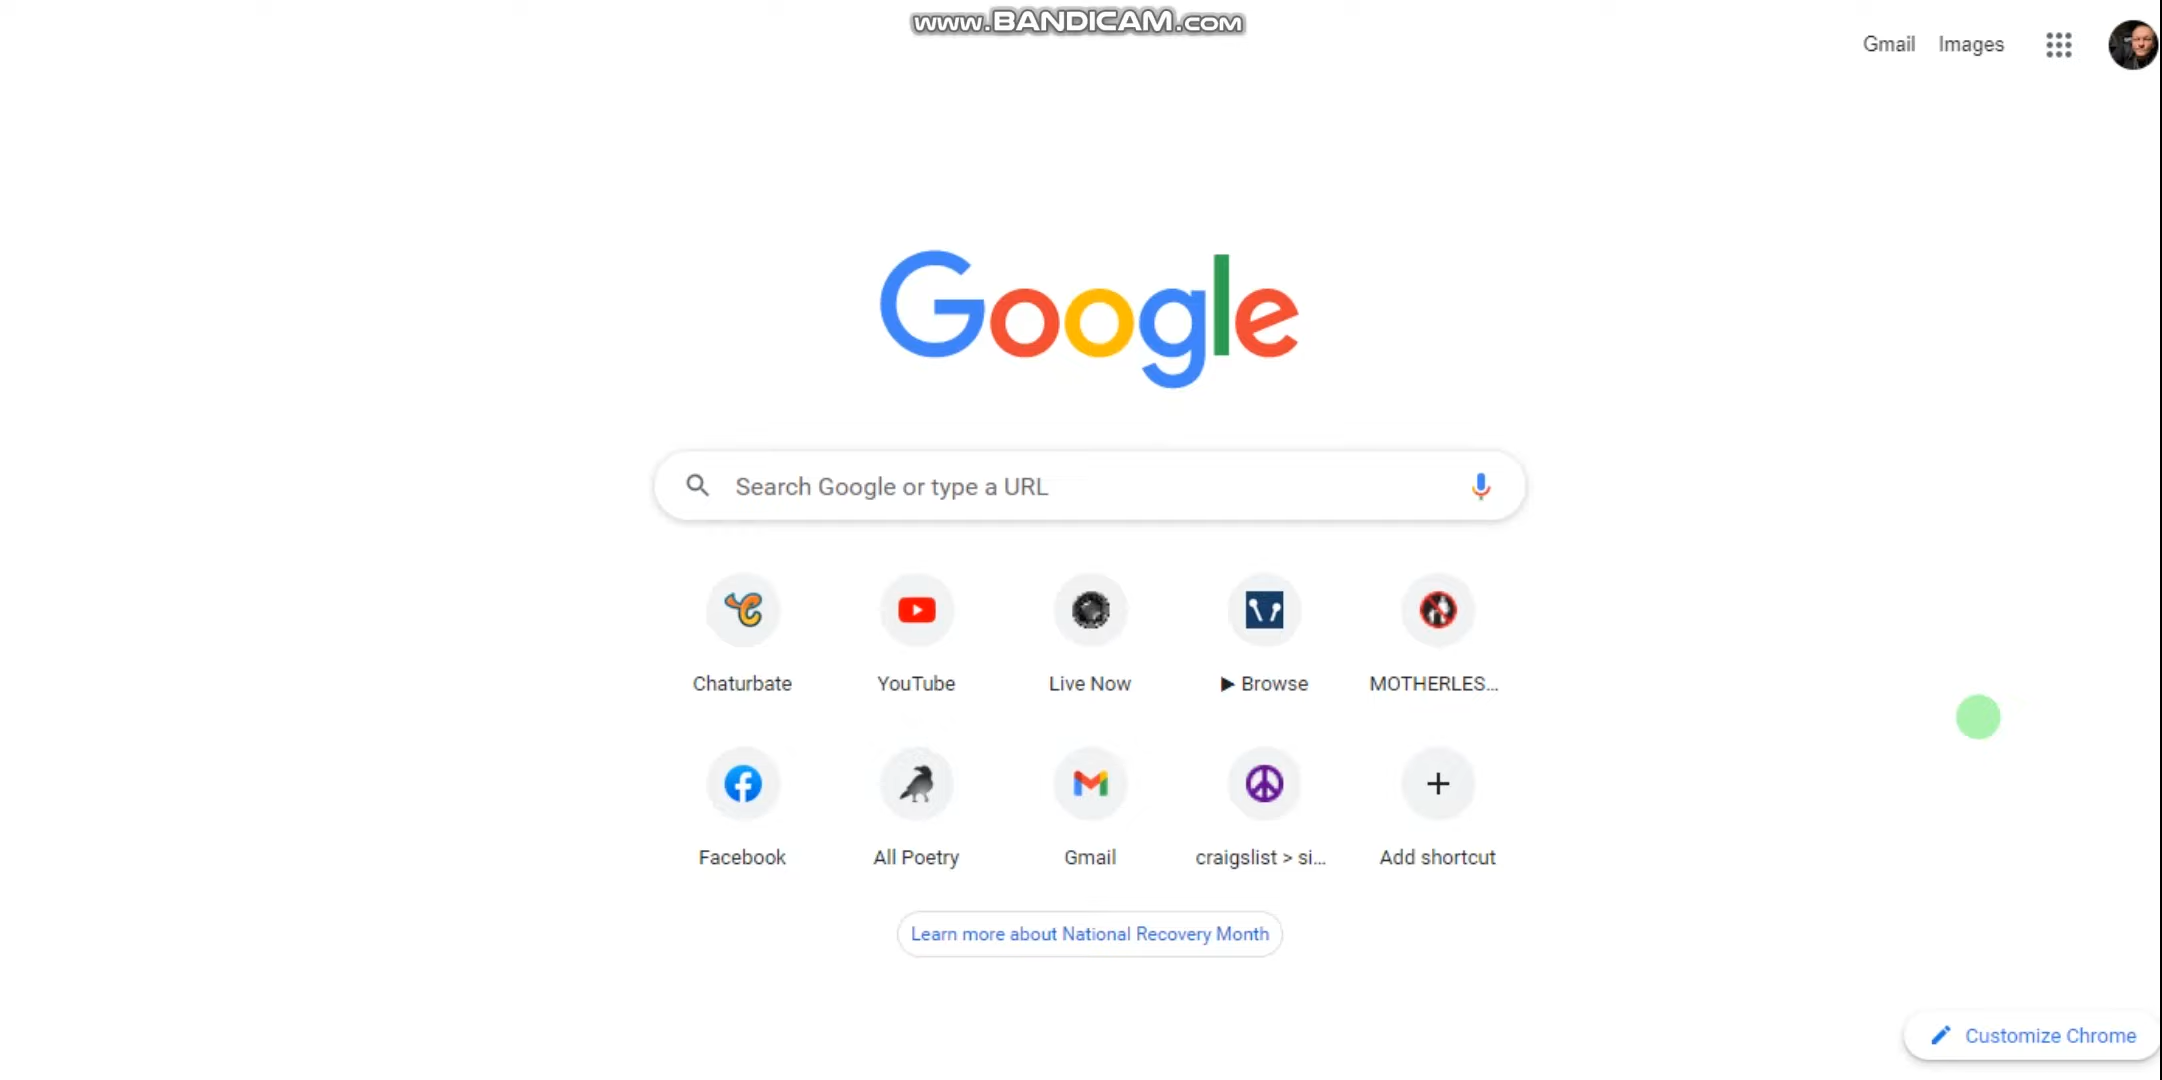 www.BANDICAM.com
Gmail Images
Google
Search Google or type a URL
Chaturbate YouTube Live Now ▶ Browse MOTHERLES...
Facebook All Poetry Gmail craigslist > si... Add shortcut
Learn more about National Recovery Month
Customize Chrome